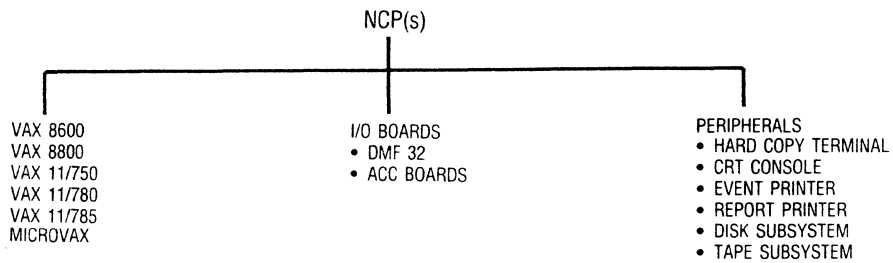 NCP(s)
VAX 8600
VAX 8800
VAX 11/750
VAX 11/780
VAX 11/785
MICROVAX
I/O BOARDS
• DMF 32
• ACC BOARDS
PERIPHERALS
• HARD COPY TERMINAL
• CRT CONSOLE
• EVENT PRINTER
• REPORT PRINTER
• DISK SUBSYSTEM
• TAPE SUBSYSTEM